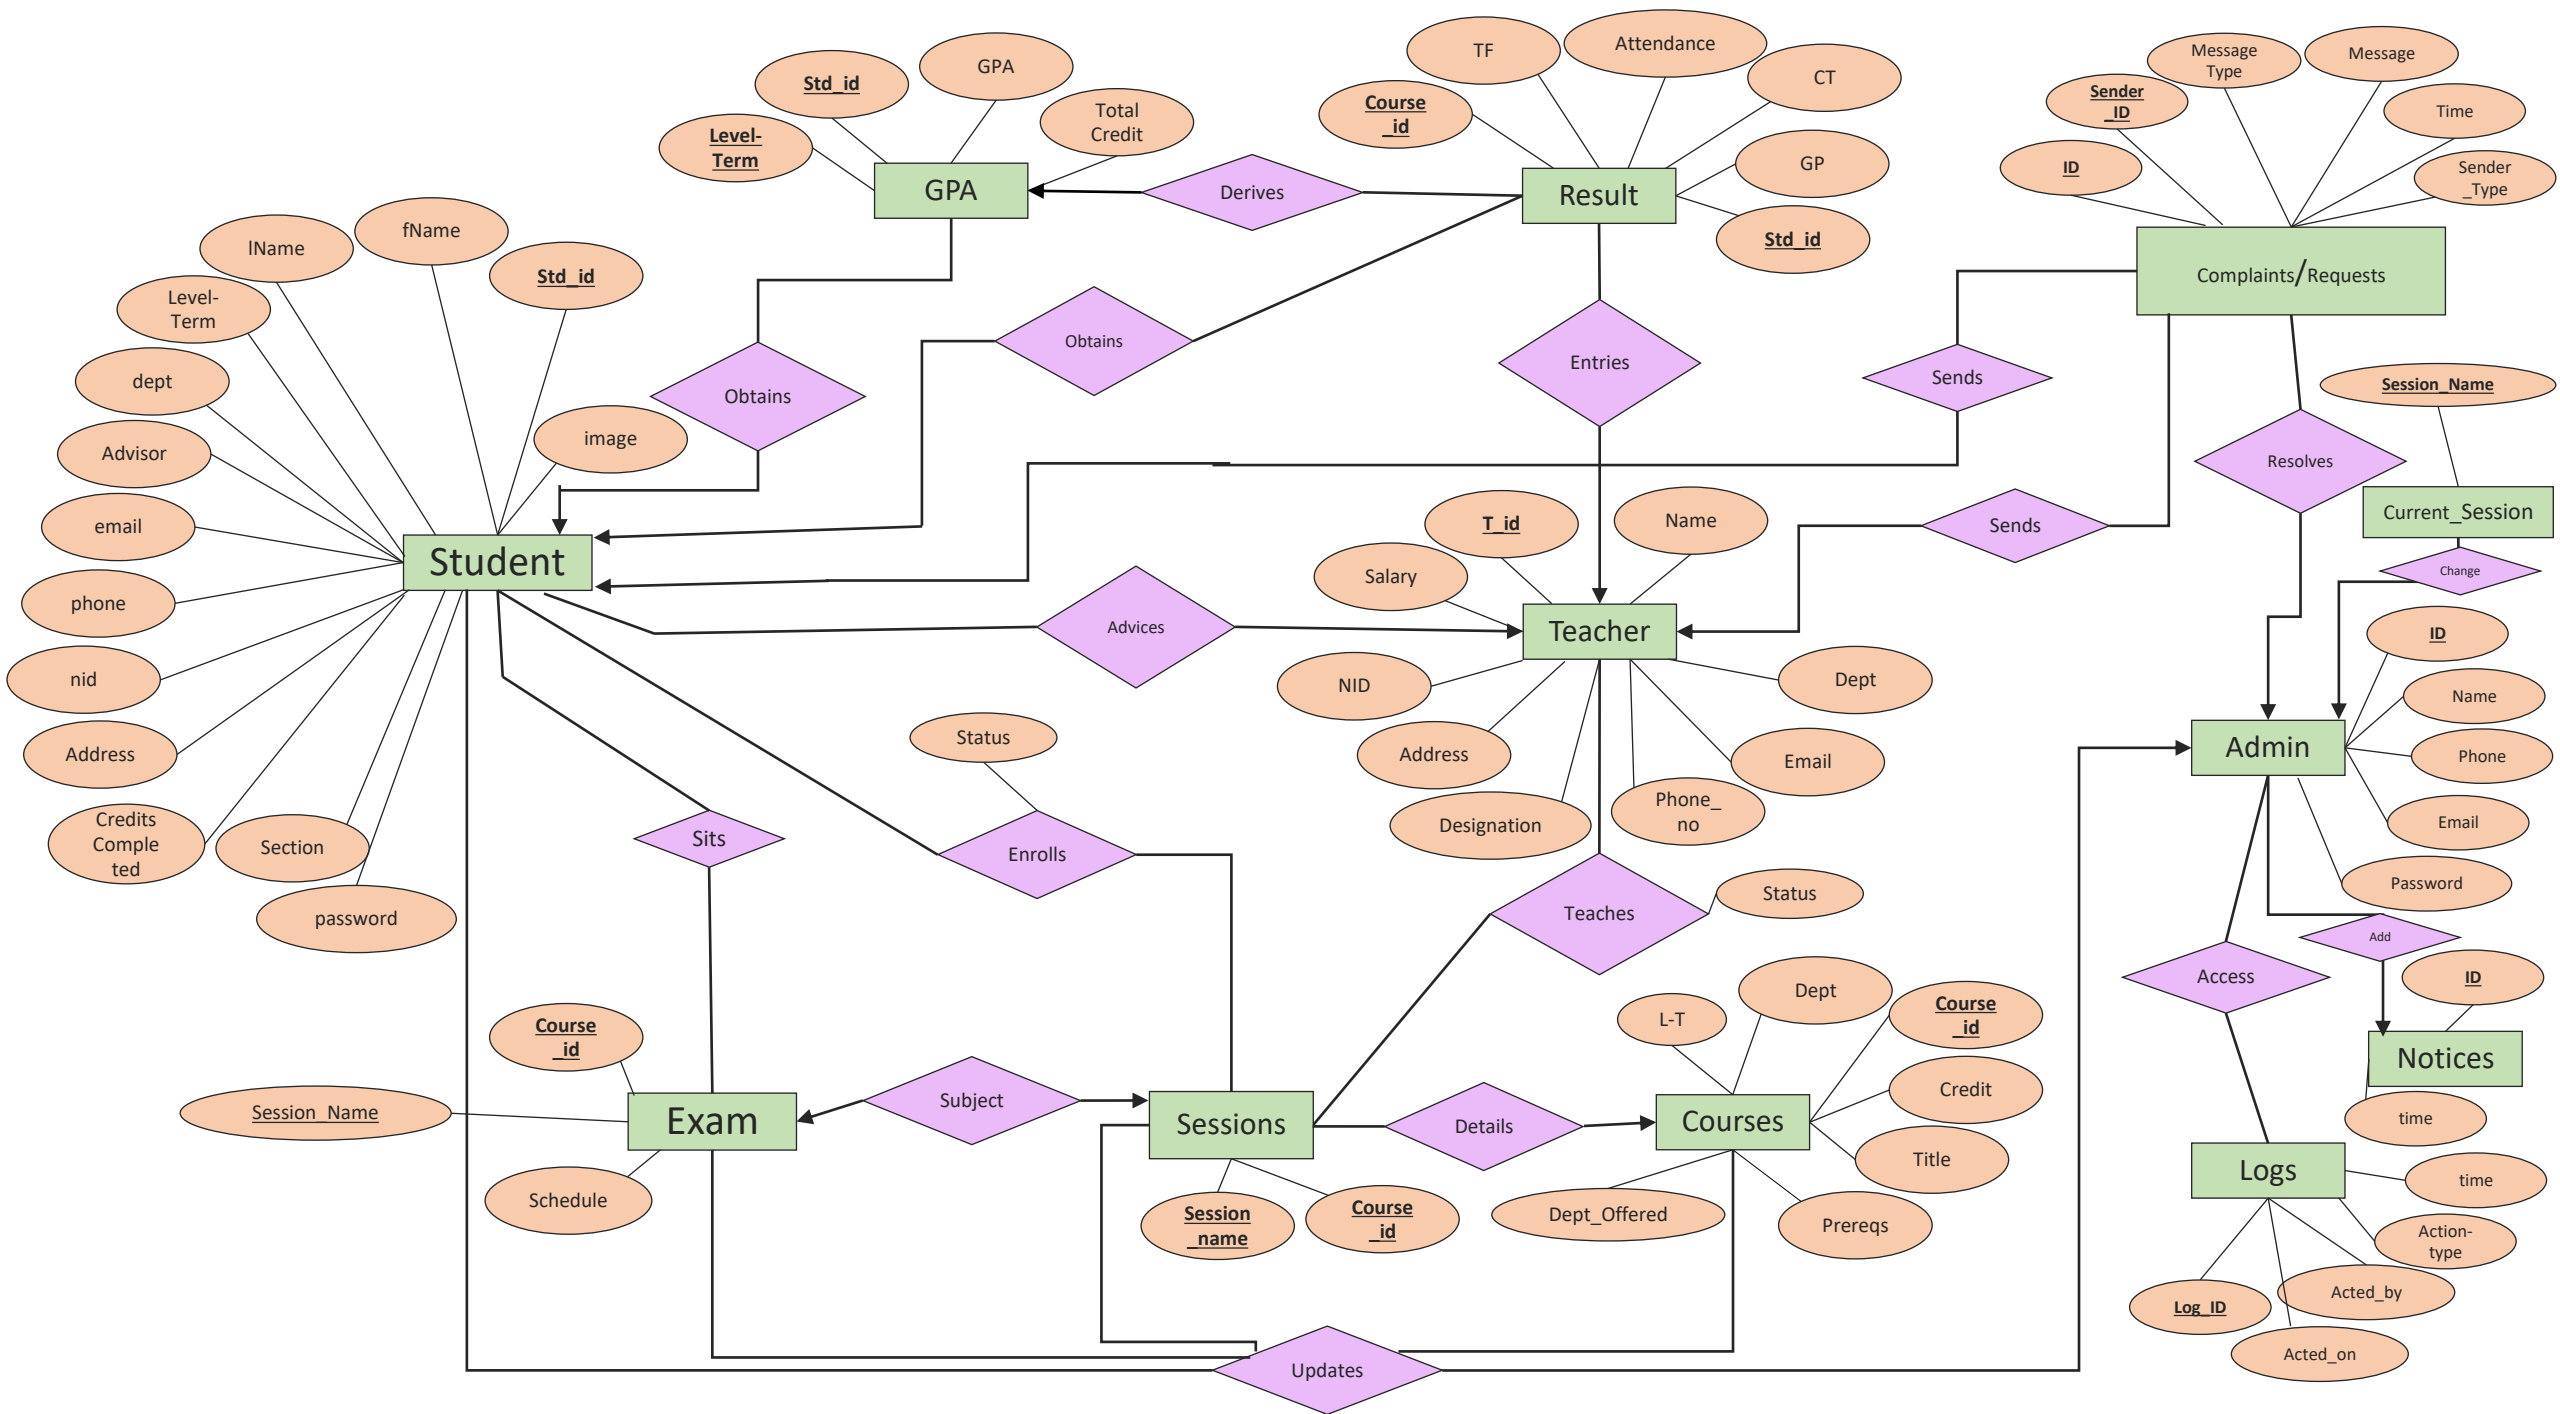 TF
Attendance
Message
Type
Message
GPA
Std_id
CT
Sender
_ID
Course
_id
Total
Credit
Time
Level-
Term
GP
ID
Sender
_Type
GPA
Derives
Result
Std_id
fName
lName
Std_id
Complaints/Requests
Level-
Term
Obtains
Entries
Sends
dept
Obtains
Session_Name
image
Advisor
Resolves
email
T_id
Name
Sends
Current_Session
Student
Salary
Change
phone
Advices
Teacher
ID
nid
NID
Dept
Name
Status
Address
Address
Email
Admin
Phone
Credits
Comple
ted
Section
Sits
Enrolls
Designation
Phone_
no
Email
password
Teaches
Status
Password
Add
Access
ID
Course
_id
L-T
Dept
Course
_id
Notices
Session_Name
Exam
Subject
Sessions
Details
Courses
Credit
time
Title
Logs
time
Schedule
Session
_name
Course
_id
Dept_Offered
Prereqs
Action-
type
Log_ID
Acted_by
Acted_on
Updates